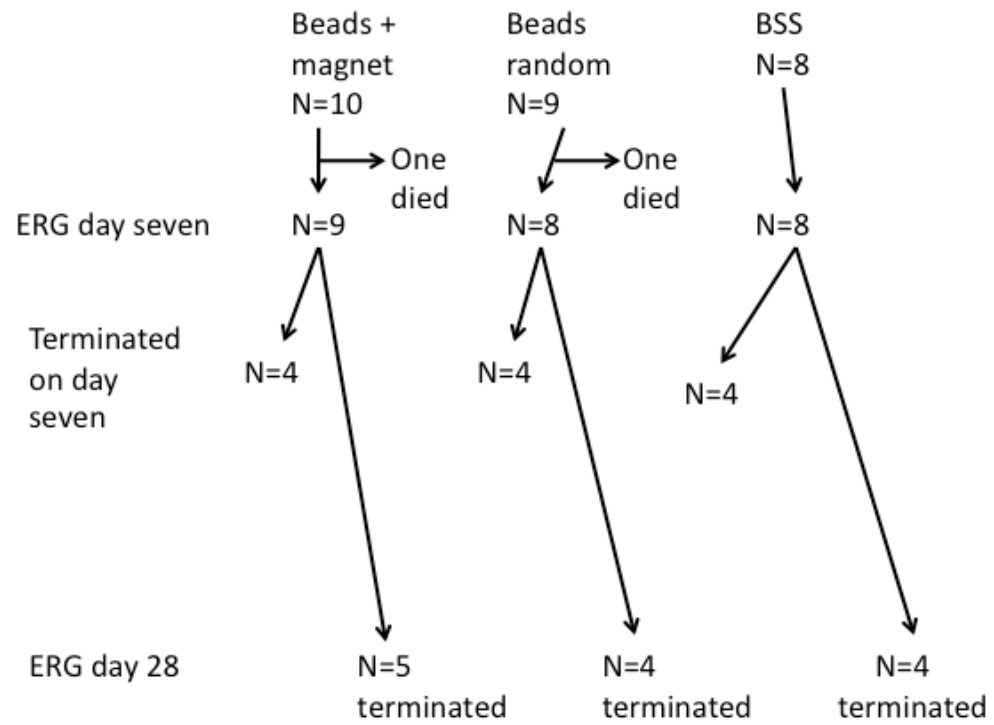 Beads +
magnet
N=10
Beads
random
N=9
BSS
N=8
One
died
One
died
ERG day seven
N=9
N=8
N=8
Terminated
on day
seven
N=4
N=4
N=4
ERG day 28
N=5
terminated
N=4
terminated
N=4
terminated